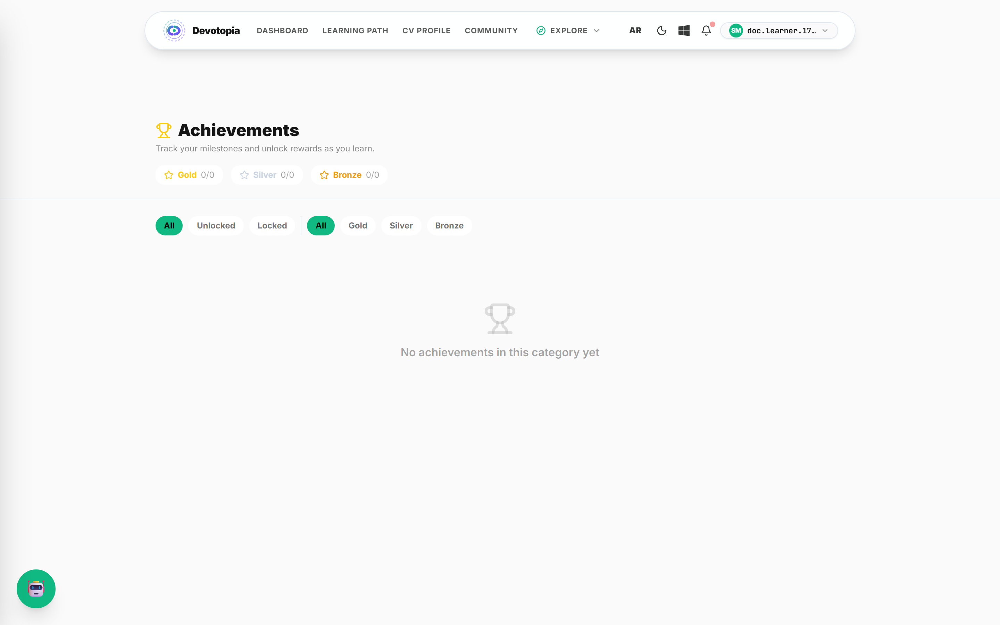 Devotopia DASHBOARD LEARNING PATH CV PROFILE COMMUNITY EXPLORE AR SM doc.learner.17…
Achievements
Track your milestones and unlock rewards as you learn.
Gold 0/0 Silver 0/0 Bronze 0/0
All Unlocked Locked All Gold Silver Bronze
No achievements in this category yet